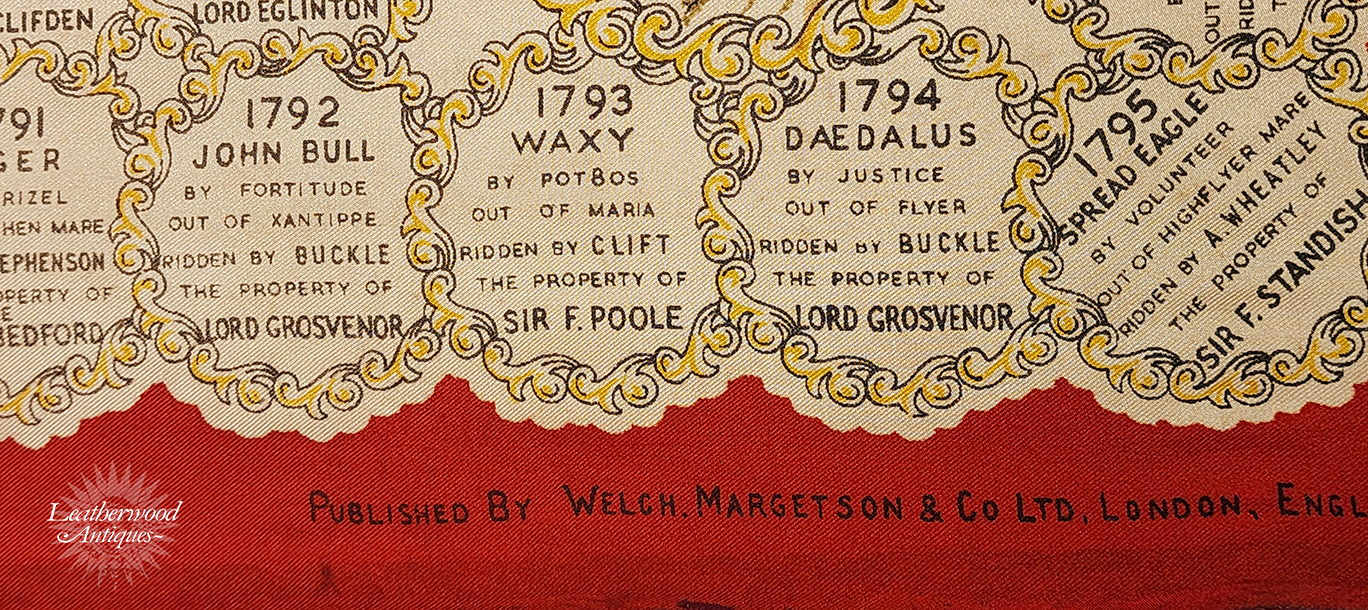 CLIFDEN
LORD EGLINTON
791
GER
RIZEL
HEN MARE
EPHENSON
OPERTY OF
BEDFORD
1792
JOHN BULL
BY FORTITUDE
OUT OF XANTIPPE
RIDDEN BY BUCKLE
THE PROPERTY OF
LORD GROSVENOR
1793
WAXY
BY POT8OS
OUT OF MARIA
RIDDEN BY CLIFT
THE PROPERTY OF
SIR F. POOLE
1794
DAEDALUS
BY JUSTICE
OUT OF FLYER
RIDDEN BY BUCKLE
THE PROPERTY OF
LORD GROSVENOR
OUT
1795
SPREAD EAGLE
BY VOLUNTEER
OUT OF HIGHFLYER MARE
RIDDEN BY A. WHEATLEY
THE PROPERTY OF
SIR F. STANDISH
PUBLISHED BY WELCH, MARGETSON & CO LTD, LONDON, ENGL
Leatherwood
Antiques~